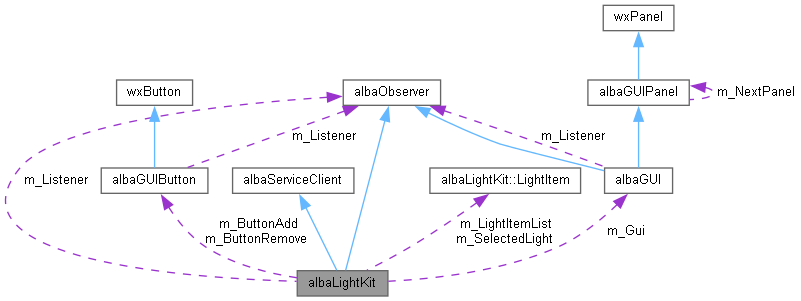 wxPanel
wxButton
albaObserver
albaGUIPanel
m_NextPanel
m_Listener
m_Listener
m_Listener
albaGUIButton
albaServiceClient
albaLightKit::LightItem
albaGUI
m_ButtonAdd
m_ButtonRemove
m_LightItemList
m_SelectedLight
m_Gui
albaLightKit